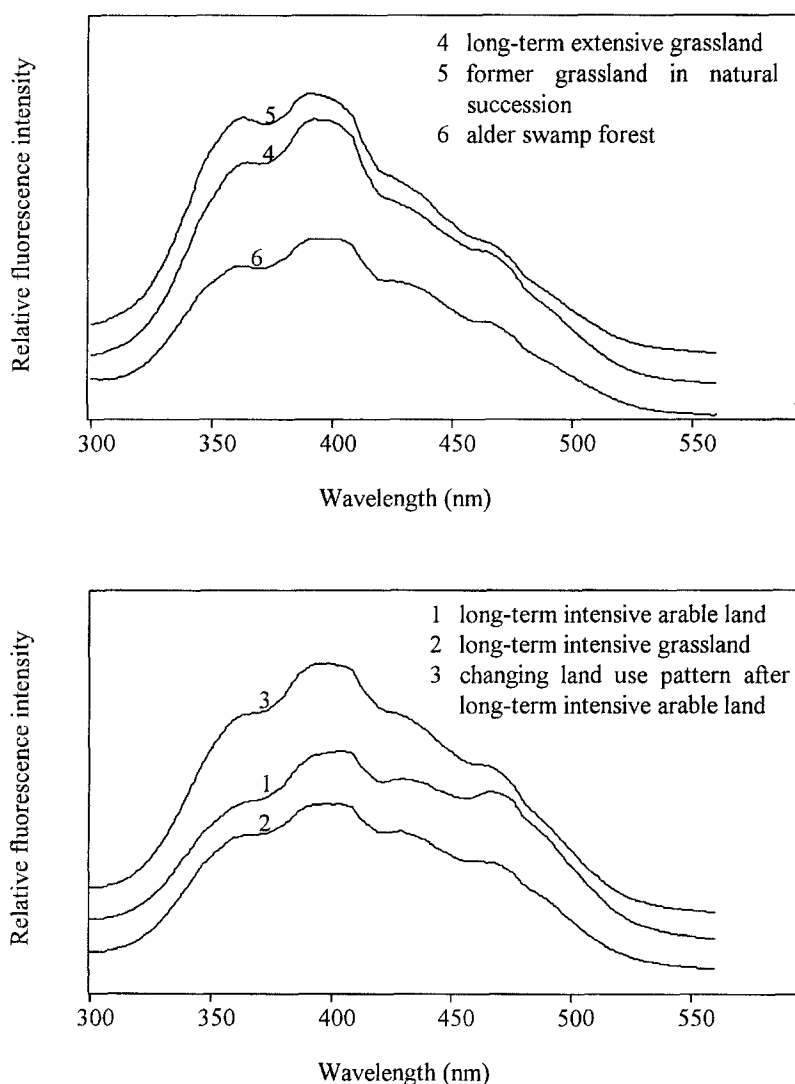 Relative fluorescence intensity
4 long-term extensive grassland
5 former grassland in natural
succession
6 alder swamp forest
5
4
6
300 350 400 450 500 550
Wavelength (nm)
Relative fluorescence intensity
1 long-term intensive arable land
2 long-term intensive grassland
3 changing land use pattern after
long-term intensive arable land
3
1
2
300 350 400 450 500 550
Wavelength (nm)